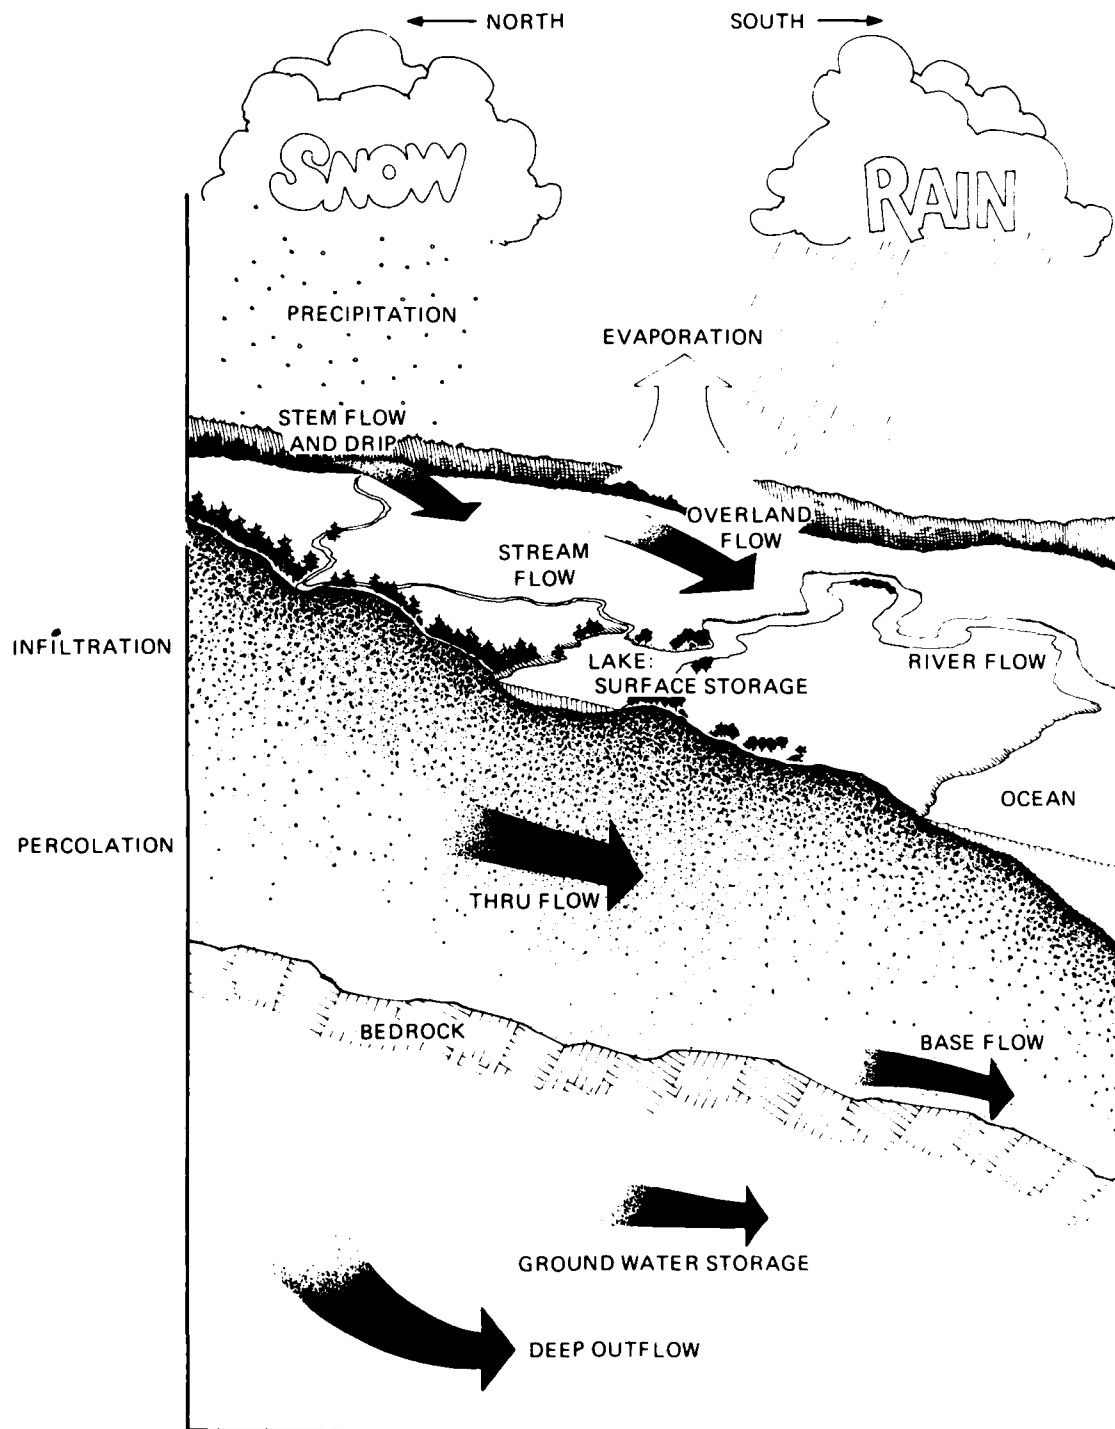 NORTH
SOUTH
SNOW
RAIN
PRECIPITATION
EVAPORATION
STEM FLOW
AND DRIP
OVERLAND
FLOW
STREAM
FLOW
INFILTRATION
LAKE:
SURFACE STORAGE
RIVER FLOW
OCEAN
PERCOLATION
THRU FLOW
BEDROCK
BASE FLOW
GROUND WATER STORAGE
DEEP OUTFLOW